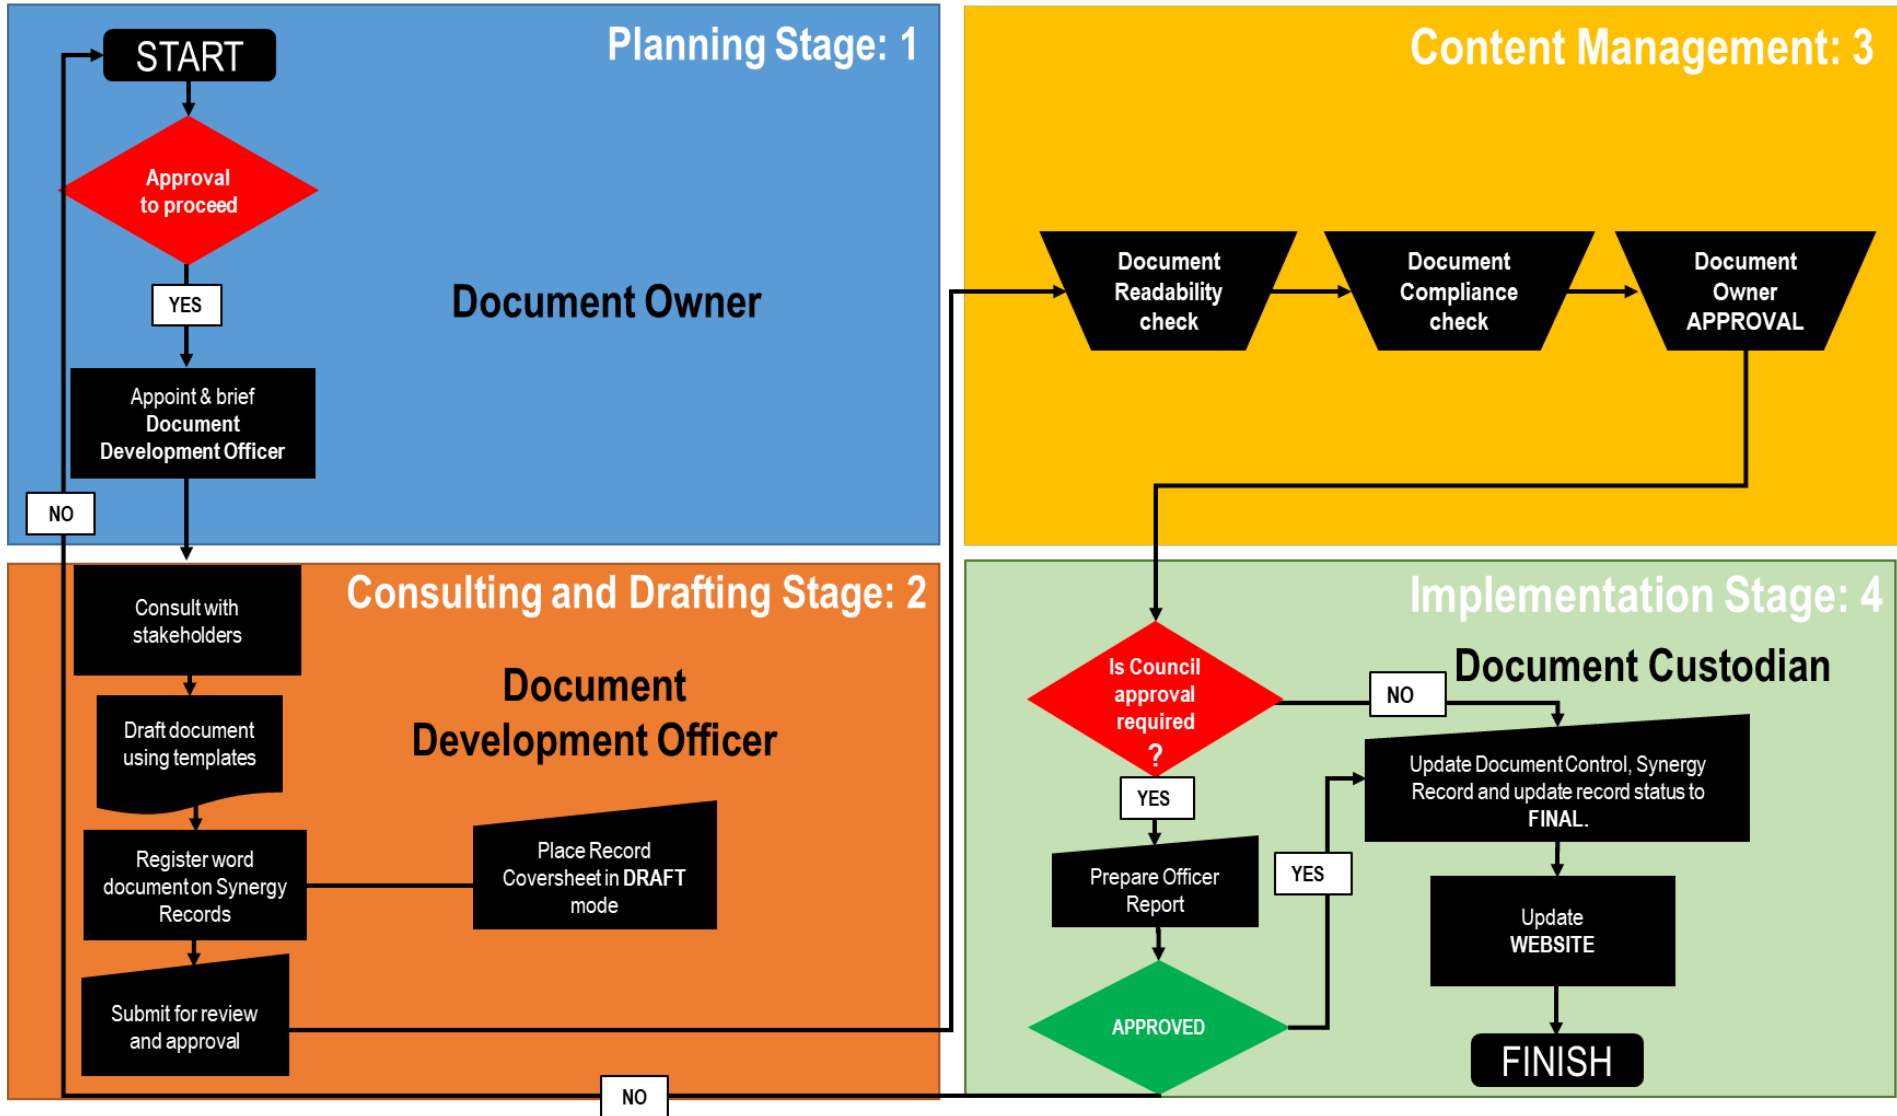 Planning Stage: 1
START
Approval
to proceed
YES
Document Owner
Appoint & brief
Document
Development Officer
NO
Consulting and Drafting Stage: 2
Consult with
stakeholders
Document
Development Officer
Draft document
using templates
Register word
document on Synergy
Records
Place Record
Coversheet in DRAFT
mode
Submit for review
and approval
NO
Content Management: 3
Document
Readability
check
Document
Compliance
check
Document
Owner
APPROVAL
Implementation Stage: 4
Document Custodian
Is Council
approval
required
?
NO
YES
Update Document Control, Synergy
Record and update record status to
FINAL.
Prepare Officer
Report
YES
Update
WEBSITE
APPROVED
FINISH